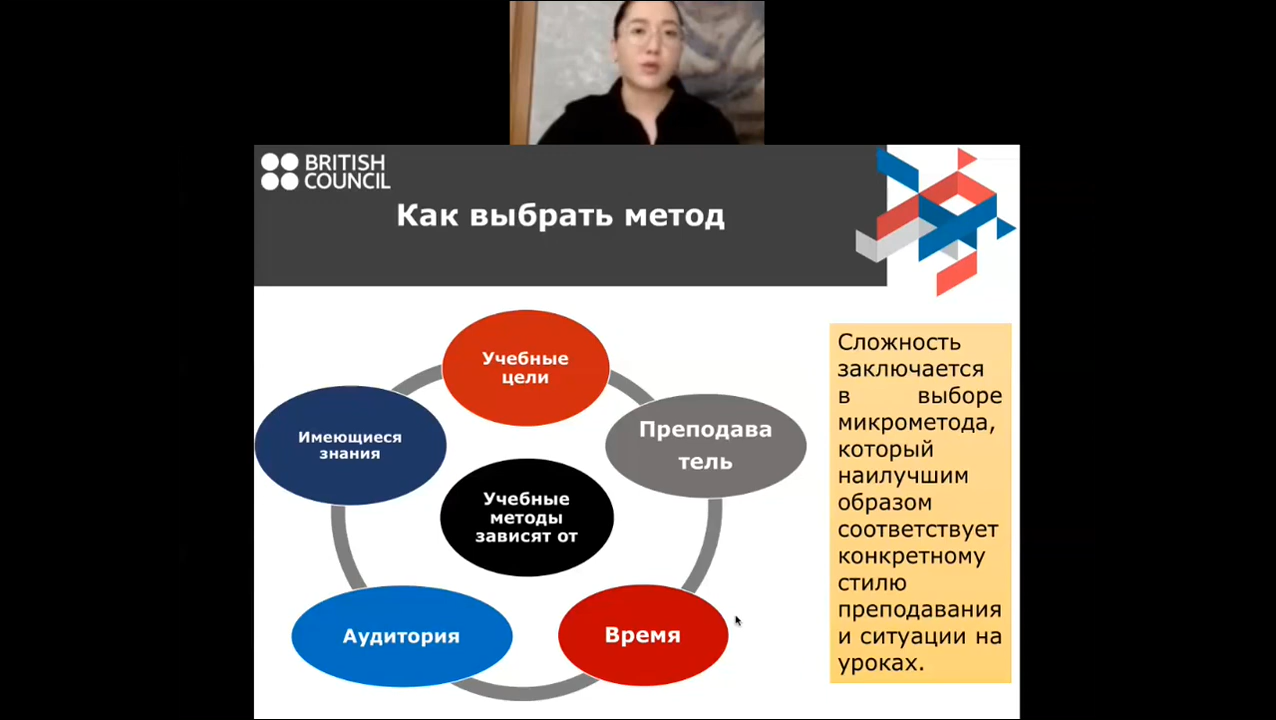 BRITISH
COUNCIL
Как выбрать метод
Учебные
цели
Преподава
тель
Время
Аудитория
Имеющиеся
знания
Учебные
методы
зависят от
Сложность
заключается
в выборе
микрометода,
который
наилучшим
образом
соответствует
конкретному
стилю
преподавания
и ситуации на
уроках.